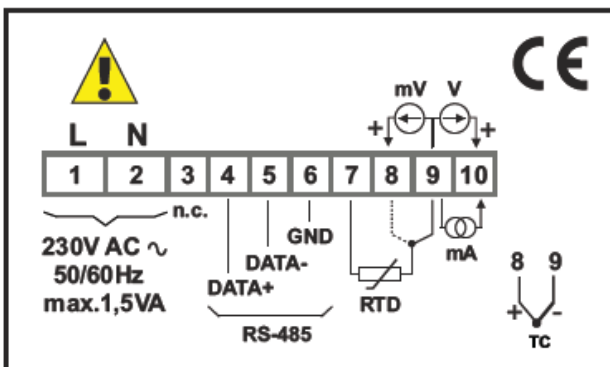 CE
mV V
+ +
L N
1 2 3 4 5 6 7 8 9 10
n.c.
230V AC ∿
50/60Hz
max.1,5VA
GND
DATA-
DATA+
RS-485
RTD
mA
8 9
+ -
TC